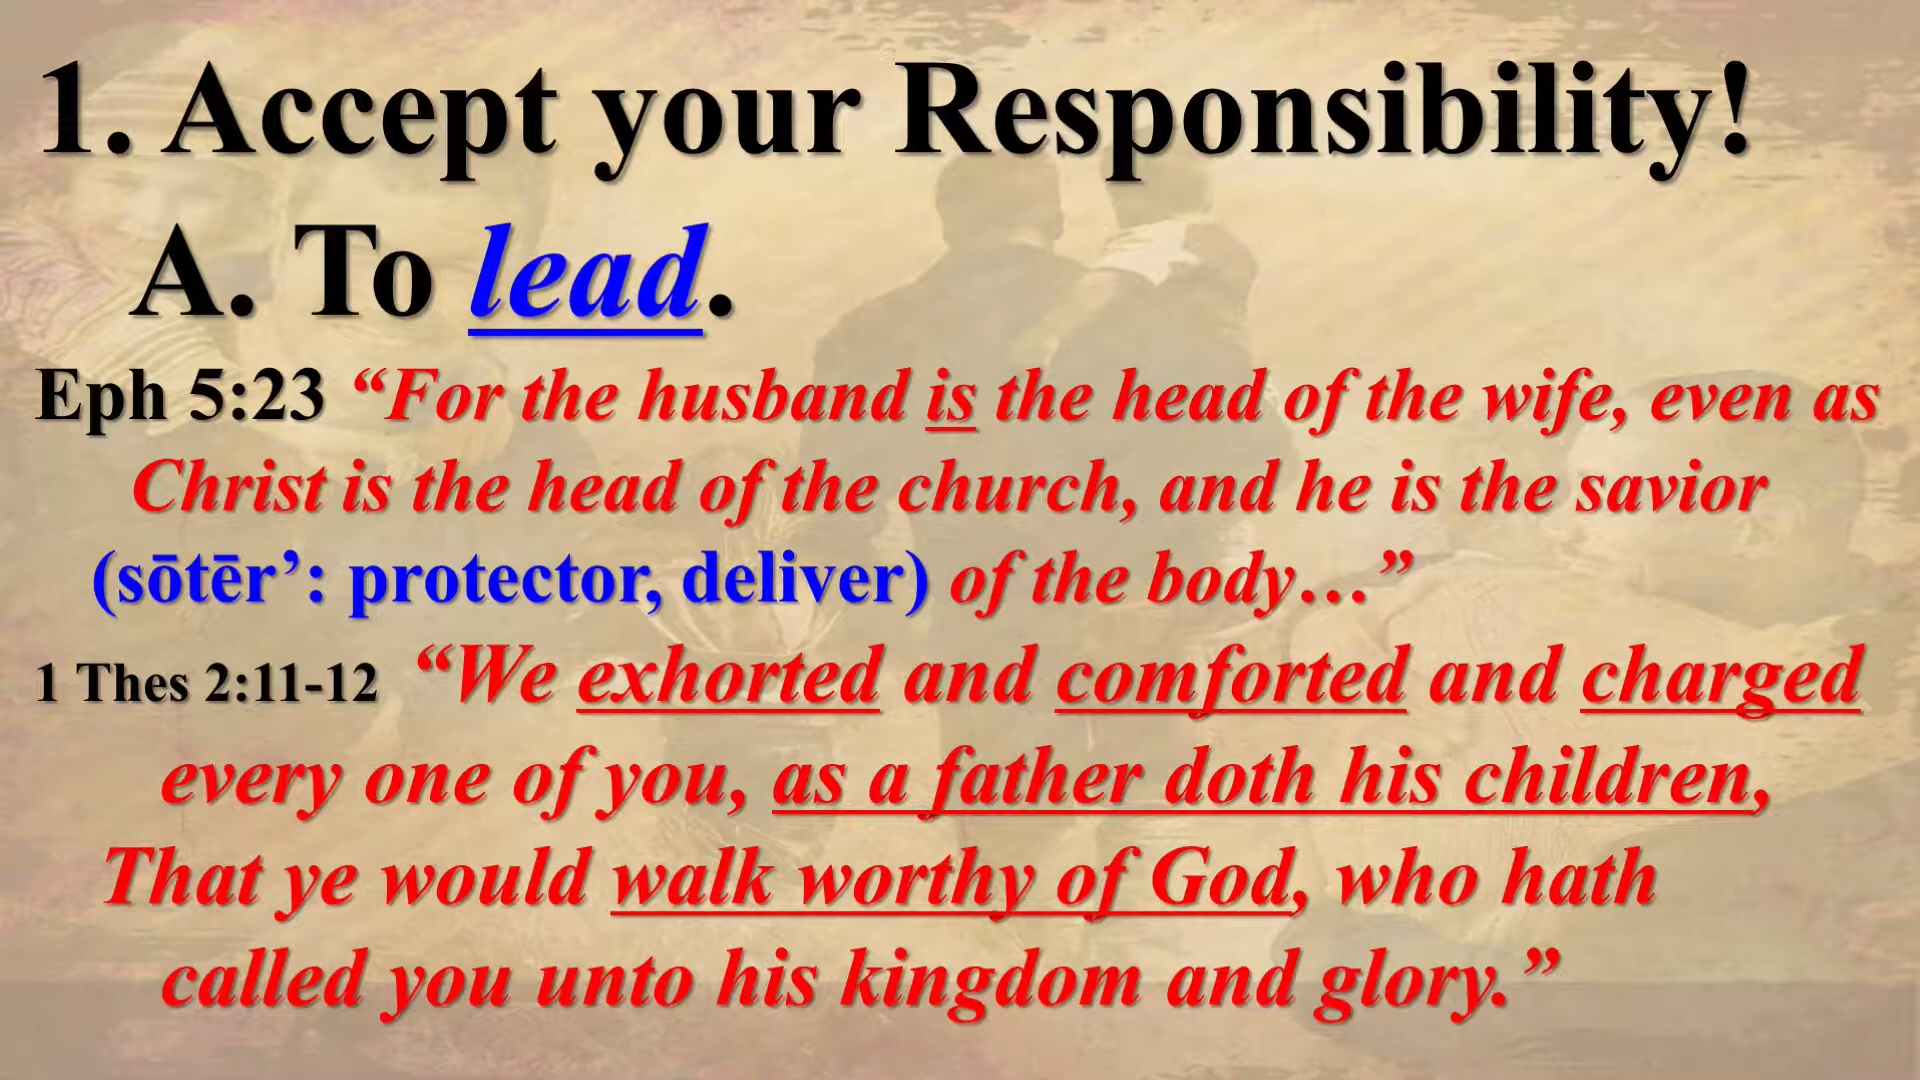 1. Accept your Responsibility!
A. To lead.
Eph 5:23 “For the husband is the head of the wife, even as
Christ is the head of the church, and he is the savior
(sōtēr’: protector, deliver) of the body…”
1 Thes 2:11-12 “We exhorted and comforted and charged
every one of you, as a father doth his children,
That ye would walk worthy of God, who hath
called you unto his kingdom and glory.”